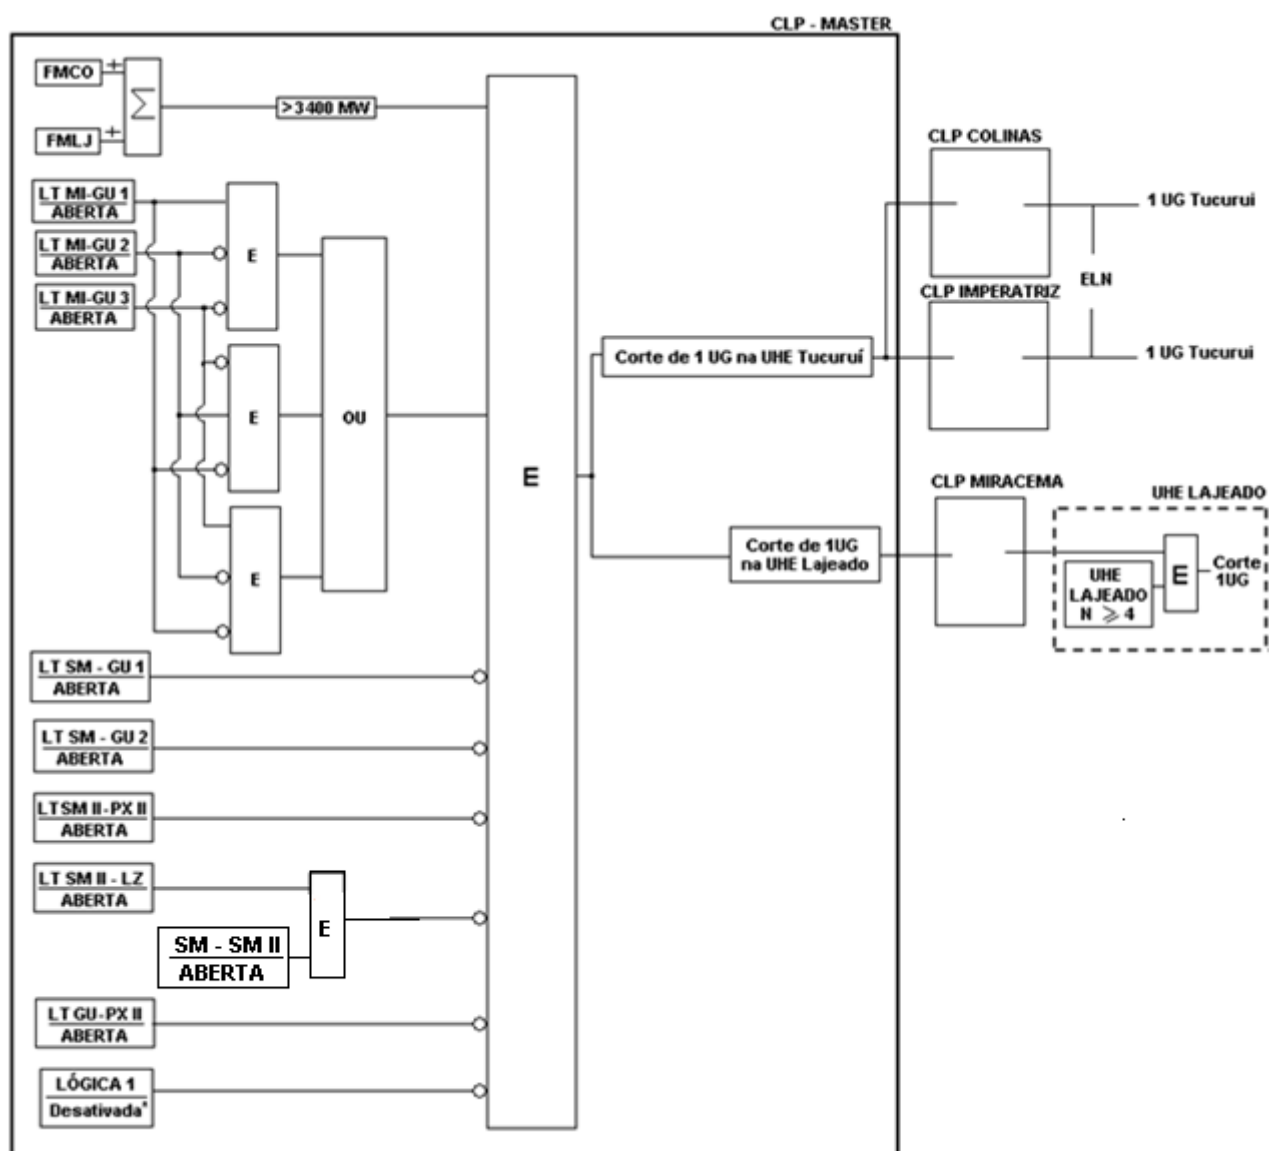 CLP - MASTER
FMCO
+
Σ
> 3400 MW
FMLJ
+
LT MI-GU 1
ABERTA
LT MI-GU 2
ABERTA
LT MI-GU 3
ABERTA
E
E
E
OU
E
LT SM - GU 1
ABERTA
LT SM - GU 2
ABERTA
LT SM II - PX II
ABERTA
LT SM II - LZ
ABERTA
SM - SM II
ABERTA
E
LT GU-PX II
ABERTA
LÓGICA 1
Desativada*
Corte de 1 UG na UHE Tucuruí
Corte de 1UG
na UHE Lajeado
CLP COLINAS
1 UG Tucurui
ELN
CLP IMPERATRIZ
1 UG Tucurui
CLP MIRACEMA
UHE LAJEADO
UHE
LAJEADO
N ⩾ 4
E
Corte
1UG